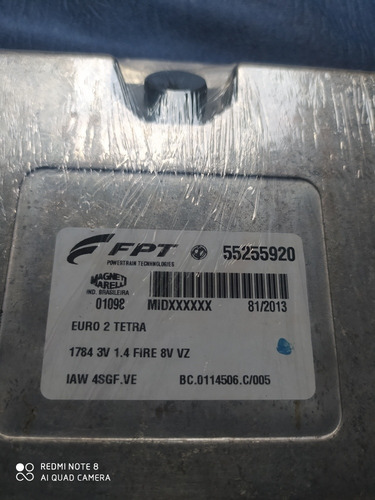 FPT 55255920
POWERTRAIN TECHNOLOGIES
MAGNETI
MARELLI
IND. BRASILEIRA
01098 MIDXXXXXX 81/2013
EURO 2 TETRA
1784 3V 1.4 FIRE 8V VZ
IAW 4SGF.VE BC.0114506.C/005
REDMI NOTE 8
AI QUAD CAMERA